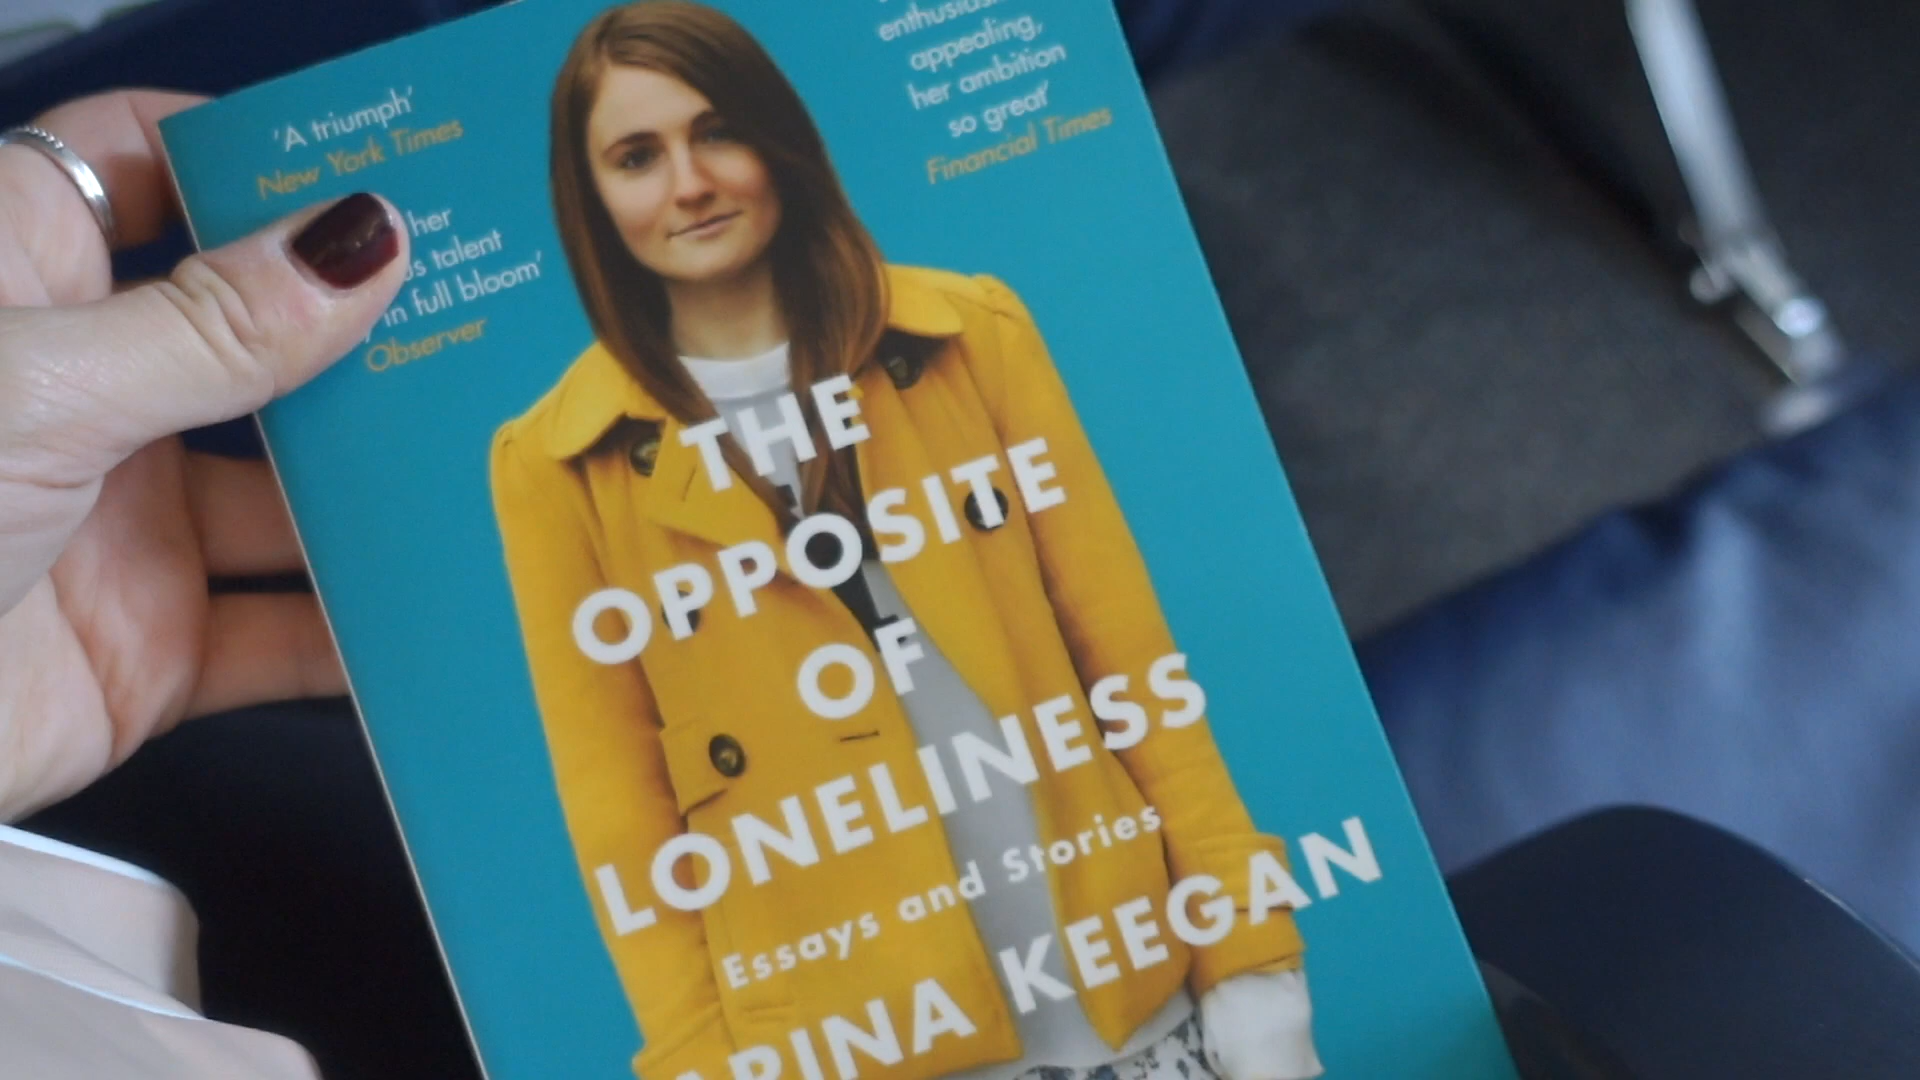 'A triumph'
New York Times
her
talent
in full bloom'
Observer
appealing,
her ambition
so great'
Financial Times
THE
OPPOSITE
OF
LONELINESS
Essays and Stories
KEEGAN